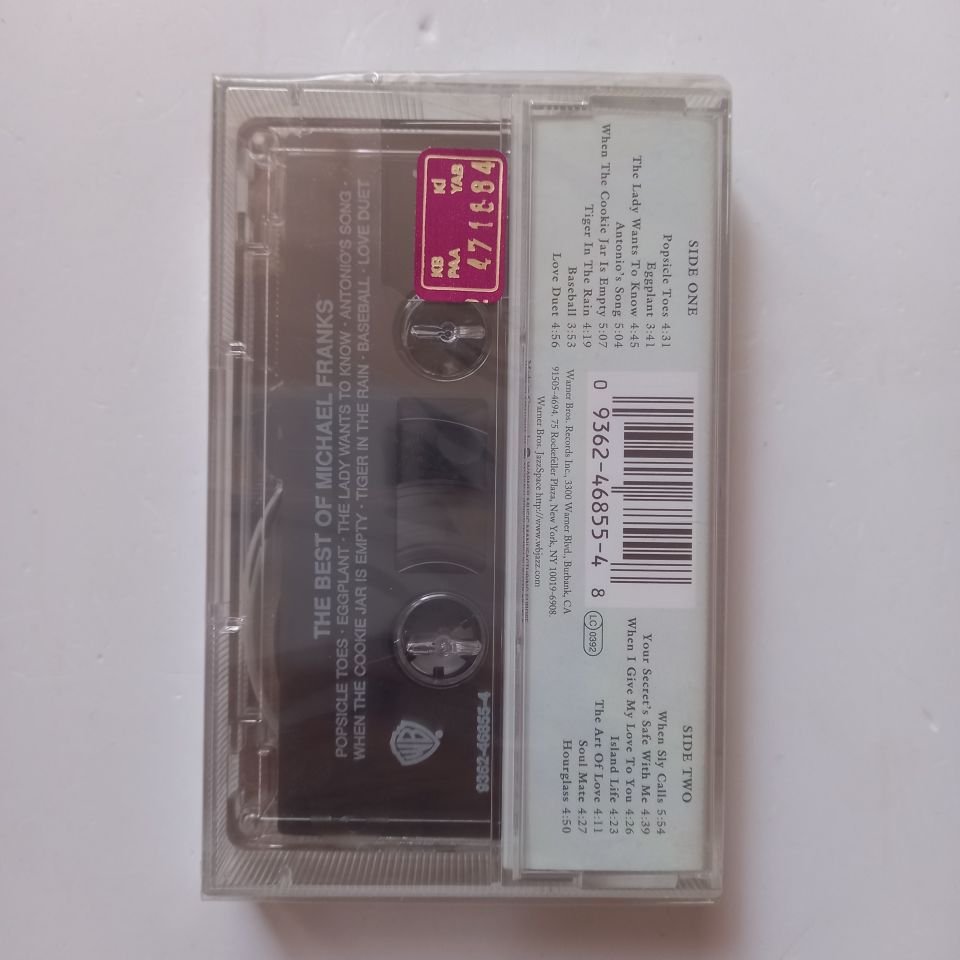 SIDE ONE
Popsicle Toes 4:31
Eggplant 3:41
The Lady Wants To Know 4:45
Antonio's Song 5:04
When The Cookie Jar Is Empty 5:07
Tiger In The Rain 4:19
Baseball 3:53
Love Duet 4:56
0 9362-46855-4 8
LC 0392
Warner Bros. Records Inc., 3300 Warner Blvd., Burbank, CA
91505-4694, 75 Rockefeller Plaza, New York, NY 10019-6908.
Warner Bros. JazzSpace http://www.wbjazz.com
SIDE TWO
When Sly Calls 5:54
Your Secret's Safe With Me 4:39
When I Give My Love To You 4:26
Island Life 4:23
The Art Of Love 4:11
Soul Mate 4:27
Hourglass 4:50
THE BEST OF MICHAEL FRANKS
POPSICLE TOES · EGGPLANT · THE LADY WANTS TO KNOW · ANTONIO'S SONG ·
WHEN THE COOKIE JAR IS EMPTY · TIGER IN THE RAIN · BASEBALL · LOVE DUET
WB
9362-46855-4